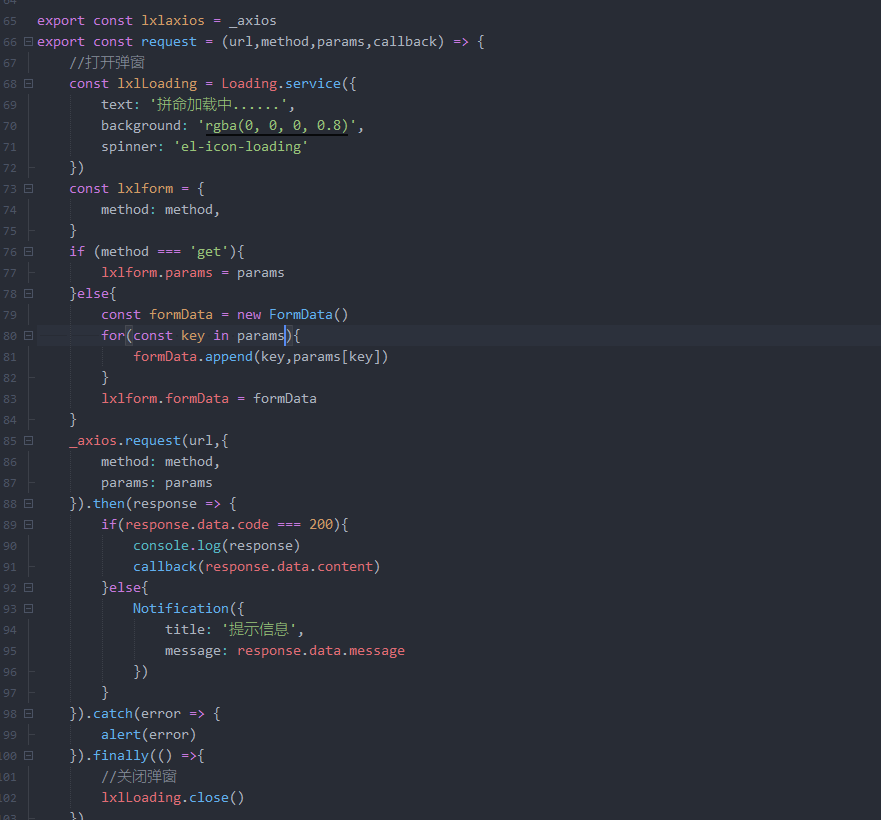 64
65 export const lxlaxios = _axios
66 export const request = (url,method,params,callback) => {
67 //打开弹窗
68 const lxlLoading = Loading.service({
69 text: '拼命加载中......',
70 background: 'rgba(0, 0, 0, 0.8)',
71 spinner: 'el-icon-loading'
72 })
73 const lxlform = {
74 method: method,
75 }
76 if (method === 'get'){
77 lxlform.params = params
78 }else{
79 const formData = new FormData()
80 for(const key in params){
81 formData.append(key,params[key])
82 }
83 lxlform.formData = formData
84 }
85 _axios.request(url,{
86 method: method,
87 params: params
88 }).then(response => {
89 if(response.data.code === 200){
90 console.log(response)
91 callback(response.data.content)
92 }else{
93 Notification({
94 title: '提示信息',
95 message: response.data.message
96 })
97 }
98 }).catch(error => {
99 alert(error)
100 }).finally(() =>{
101 //关闭弹窗
102 lxlLoading.close()
103 })